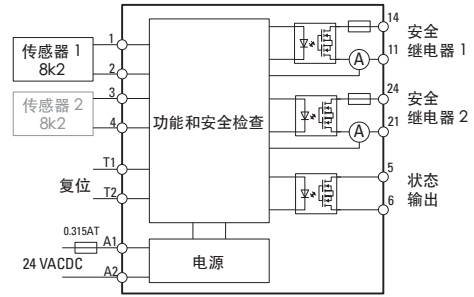 传感器 1
8k2
传感器 2
8k2
复位
0.315AT
24 VACDC
1
2
3
4
T1
T2
A1
A2
功能和安全检查
电源
A
A
14
11
24
21
5
6
安全
继电器 1
安全
继电器 2
状态
输出